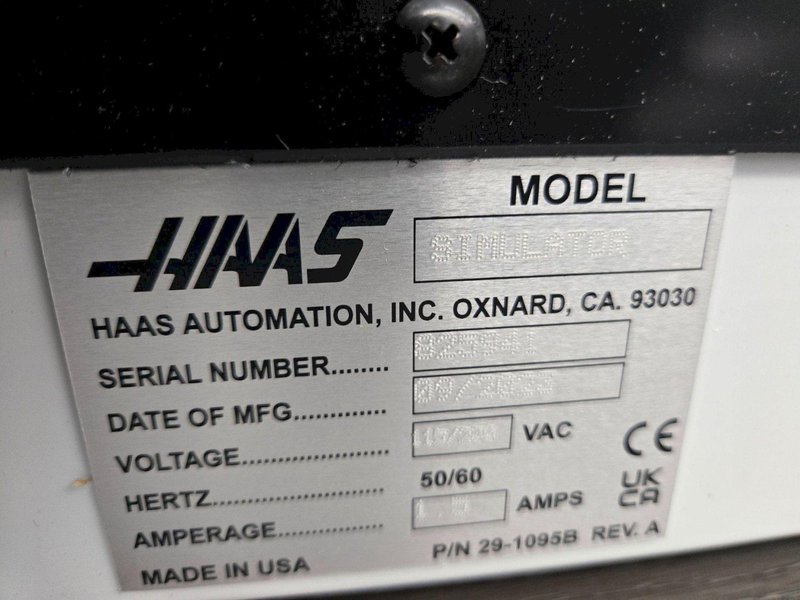 MODEL
HAAS SIMULATOR
HAAS AUTOMATION, INC. OXNARD, CA. 93030
SERIAL NUMBER........
DATE OF MFG..............
VOLTAGE..................... VAC
HERTZ......................... 50/60
AMPERAGE................ AMPS
CE
UK
CA
MADE IN USA P/N 29-1095B REV. A